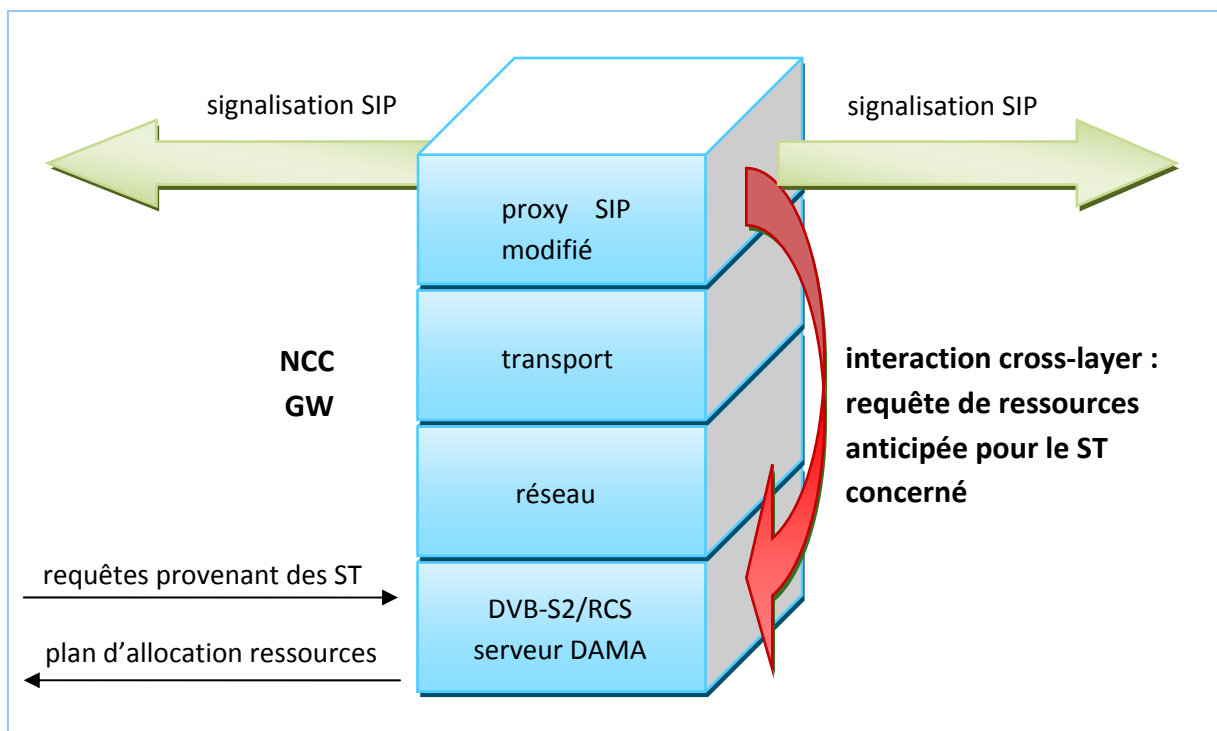 signalisation SIP
signalisation SIP
proxy SIP
modifié
transport
NCC
GW
interaction cross-layer :
requête de ressources
anticipée pour le ST
concerné
réseau
requêtes provenant des ST
DVB-S2/RCS
serveur DAMA
plan d’allocation ressources